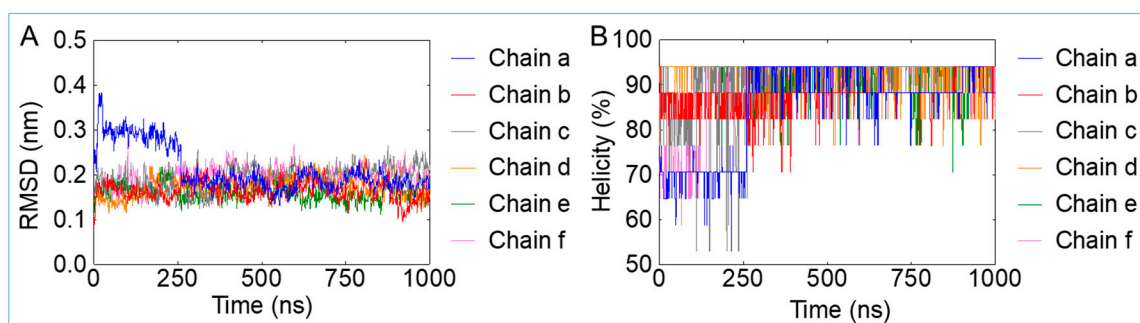 A
RMSD (nm)
0.5
0.4
0.3
0.2
0.1
0.0
0
250
500
750
1000
Time (ns)
Chain a
Chain b
Chain c
Chain d
Chain e
Chain f
B
Helicity (%)
100
90
80
70
60
50
0
250
500
750
1000
Time (ns)
Chain a
Chain b
Chain c
Chain d
Chain e
Chain f